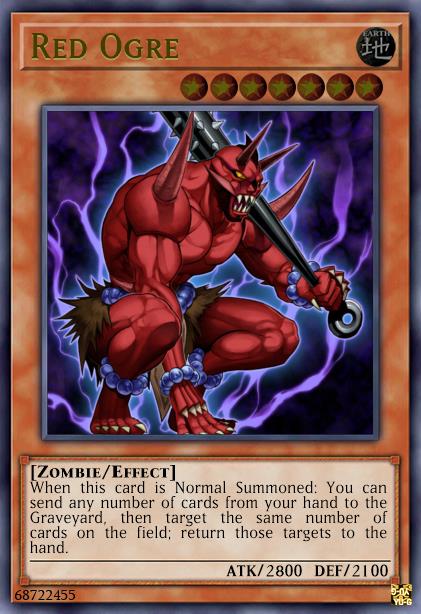 Red Ogre
EARTH
地
[Zombie/Effect]
When this card is Normal Summoned: You can
send any number of cards from your hand to the
Graveyard, then target the same number of
cards on the field; return those targets to the
hand.
ATK/2800 DEF/2100
68722455